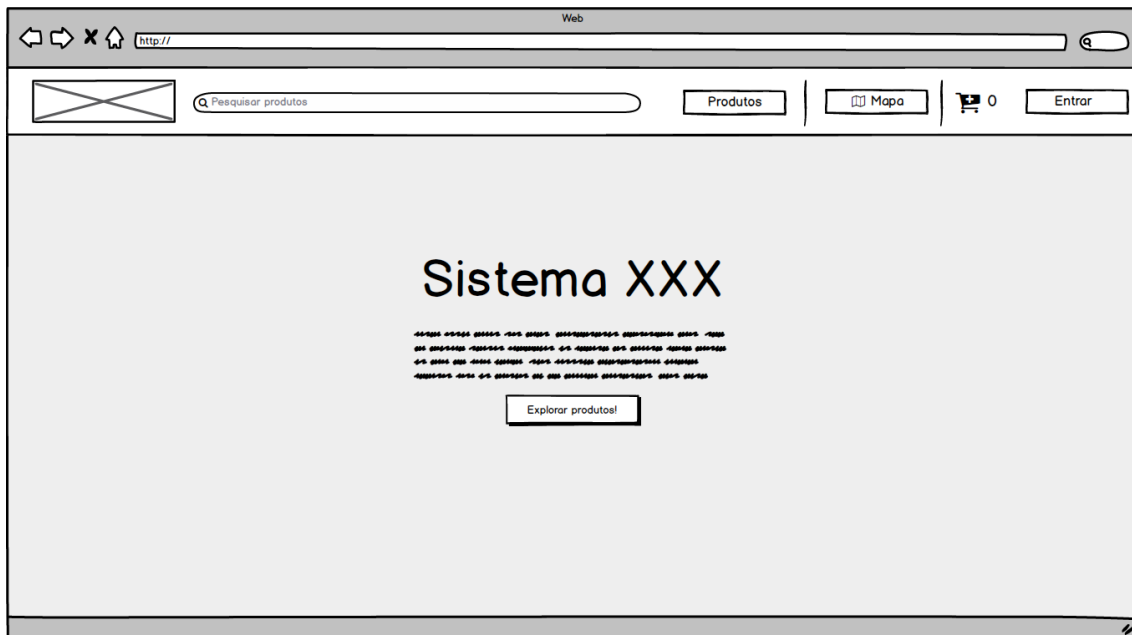 Web
http://
Pesquisar produtos
Produtos
Mapa
0
Entrar
Sistema XXX
Explorar produtos!